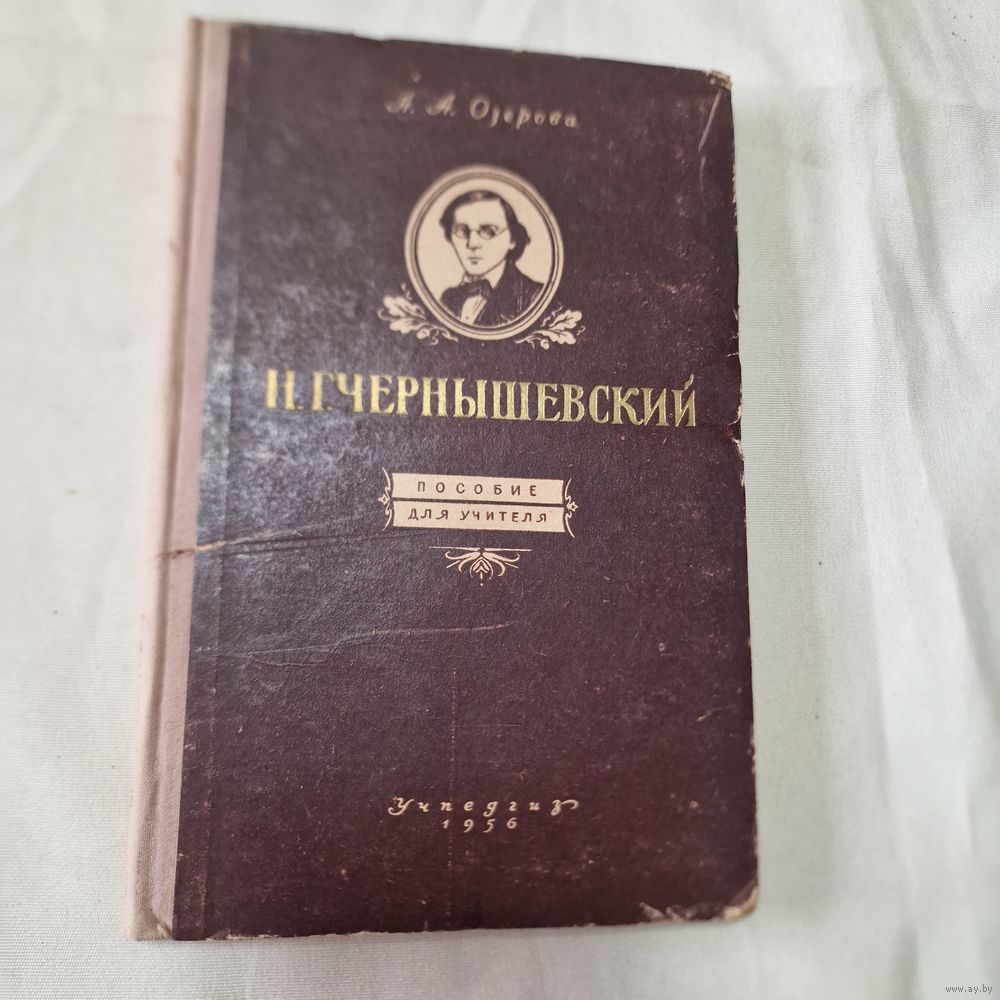 А. А. Озерова
Н. Г. ЧЕРНЫШЕВСКИЙ
ПОСОБИЕ
ДЛЯ УЧИТЕЛЯ
Учпедгиз
1956
www.ay.by